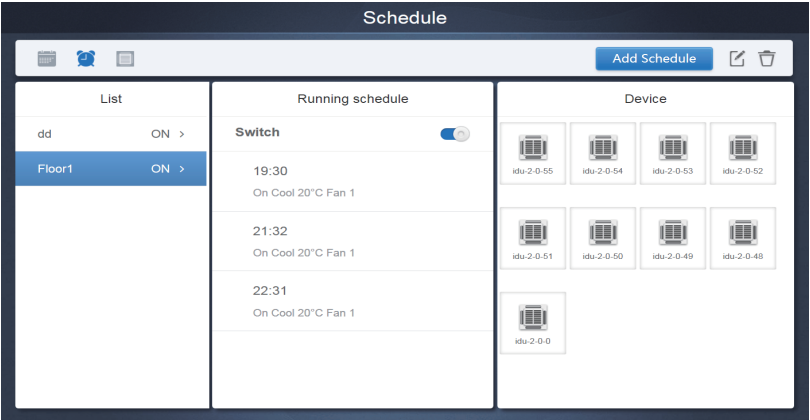 Schedule
Add Schedule
List
dd ON >
Floor1 ON >
Running schedule
Switch
19:30
On Cool 20°C Fan 1
21:32
On Cool 20°C Fan 1
22:31
On Cool 20°C Fan 1
Device
idu-2-0-55 idu-2-0-54 idu-2-0-53 idu-2-0-52
idu-2-0-51 idu-2-0-50 idu-2-0-49 idu-2-0-48
idu-2-0-0